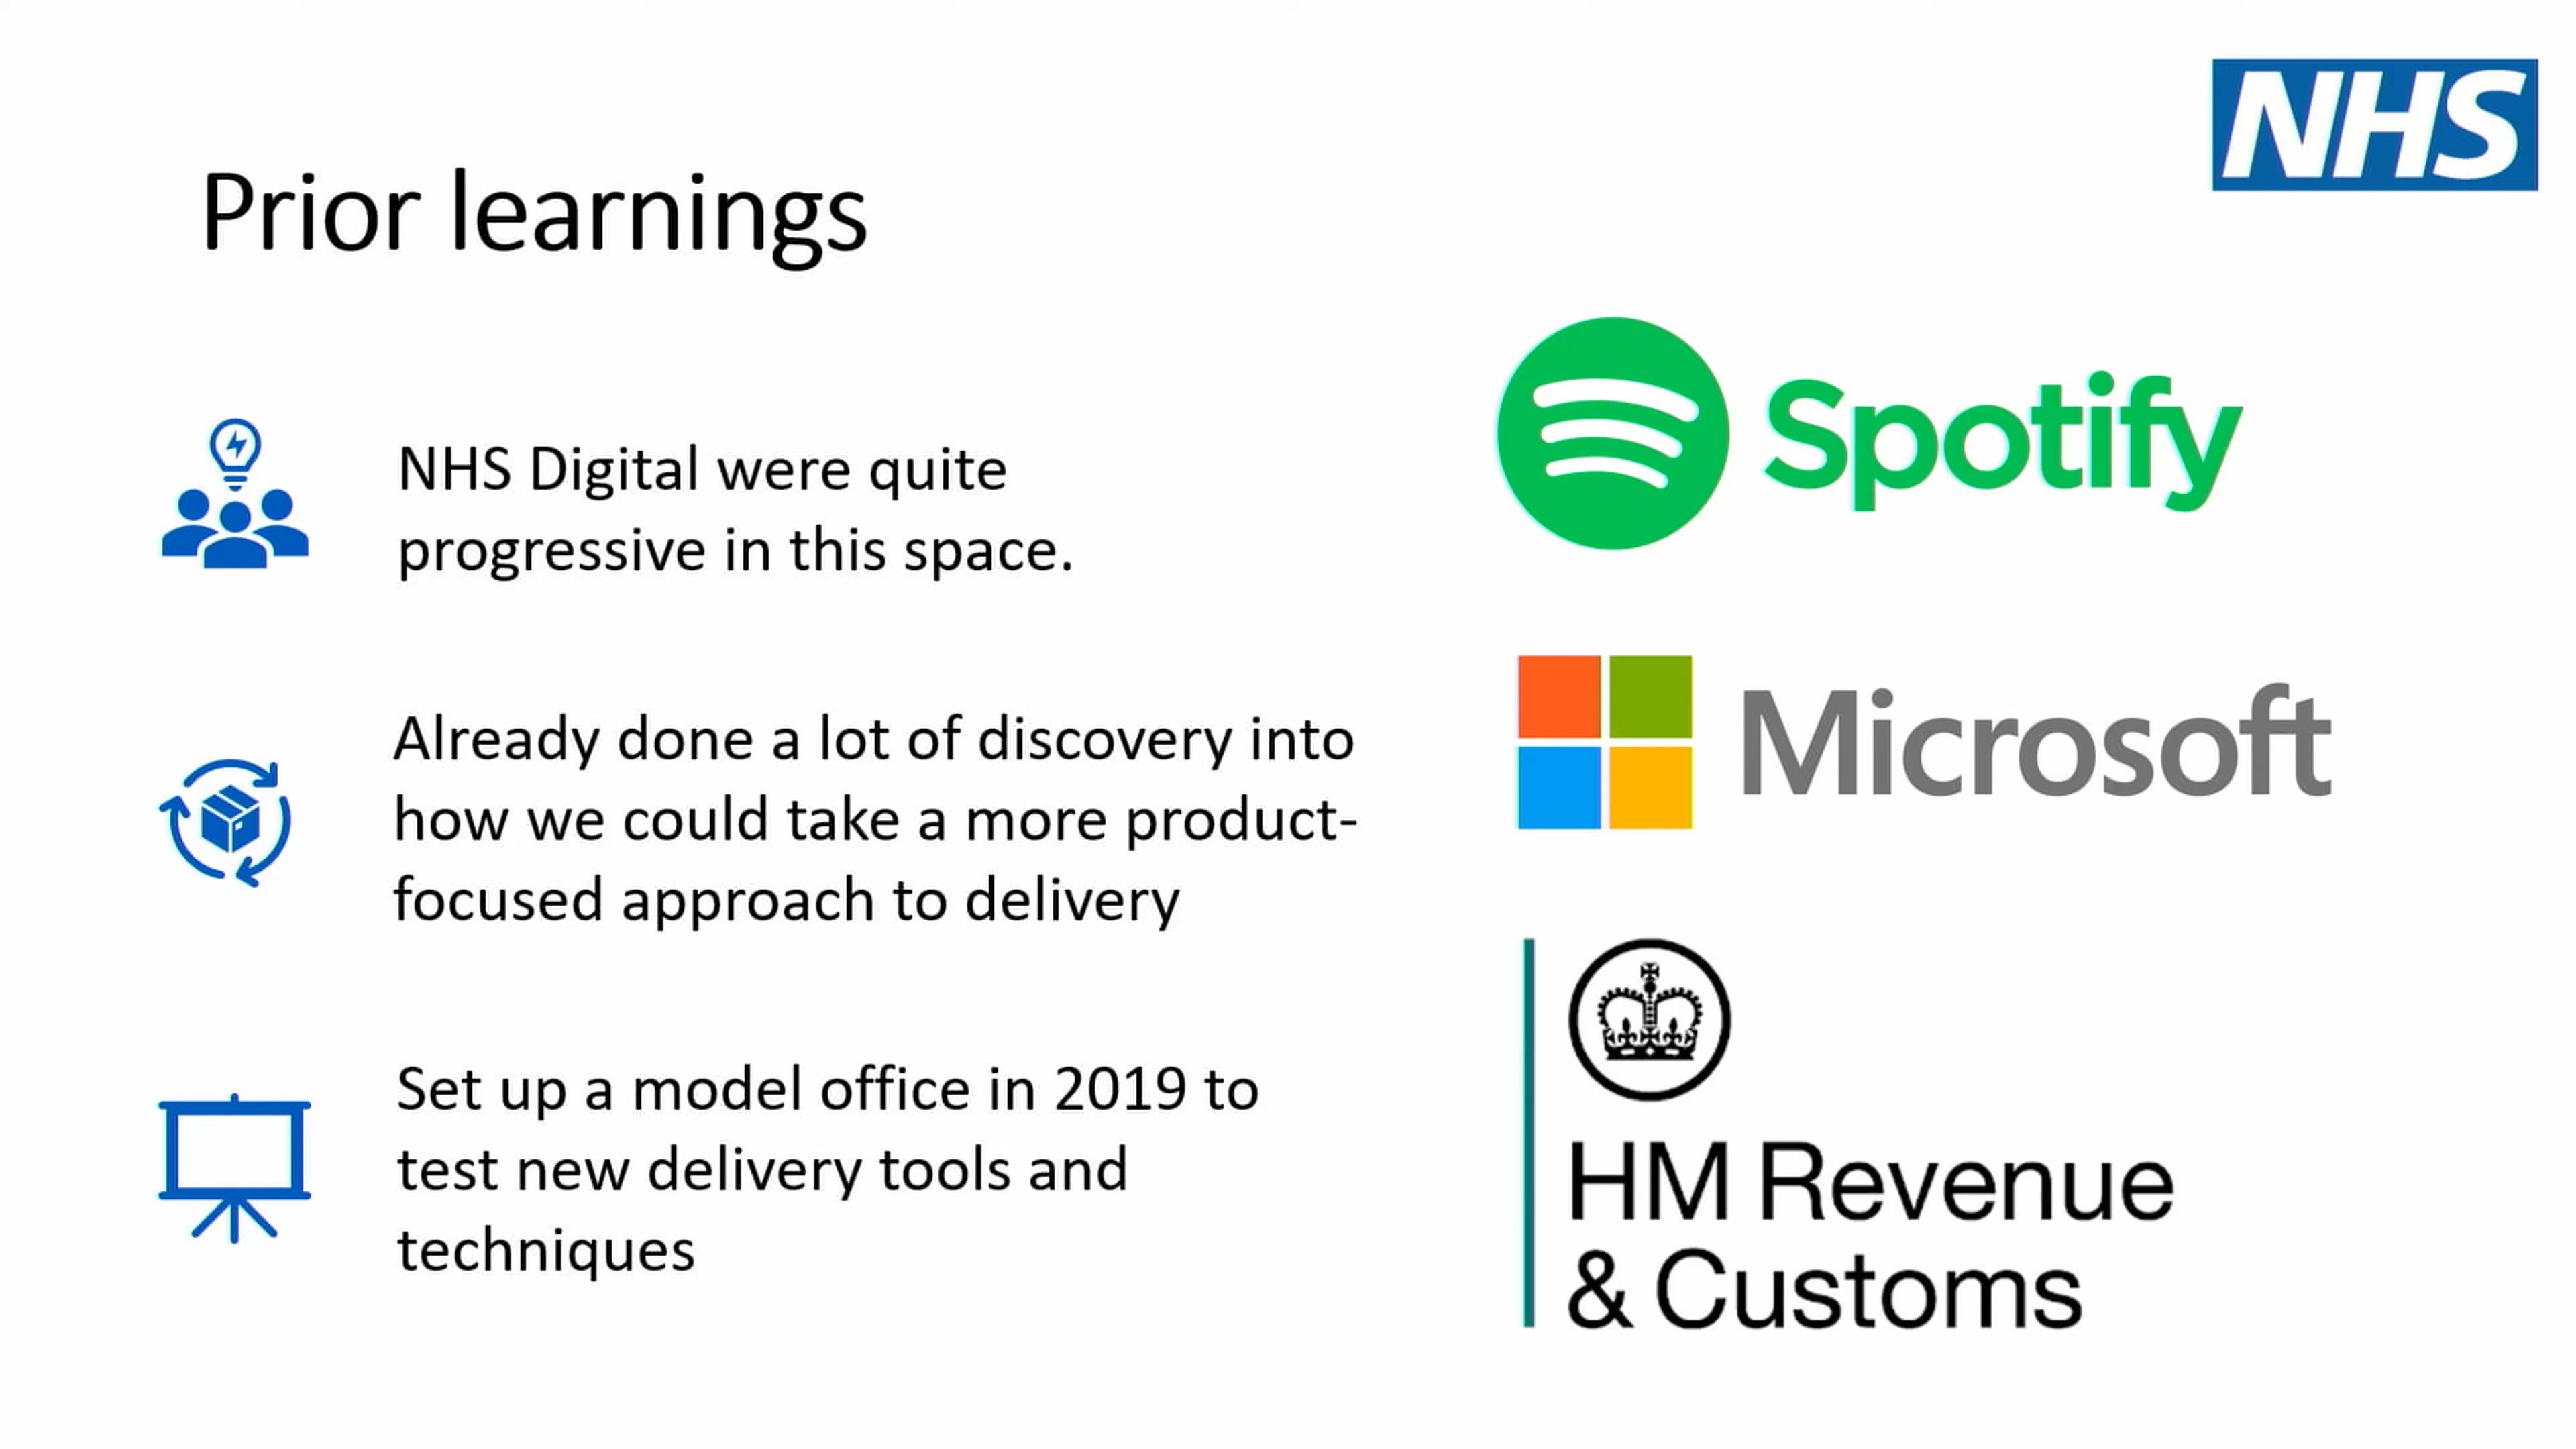 NHS
Prior learnings
NHS Digital were quite
progressive in this space.
Already done a lot of discovery into
how we could take a more product-
focused approach to delivery
Set up a model office in 2019 to
test new delivery tools and
techniques
Spotify
Microsoft
HM Revenue
& Customs